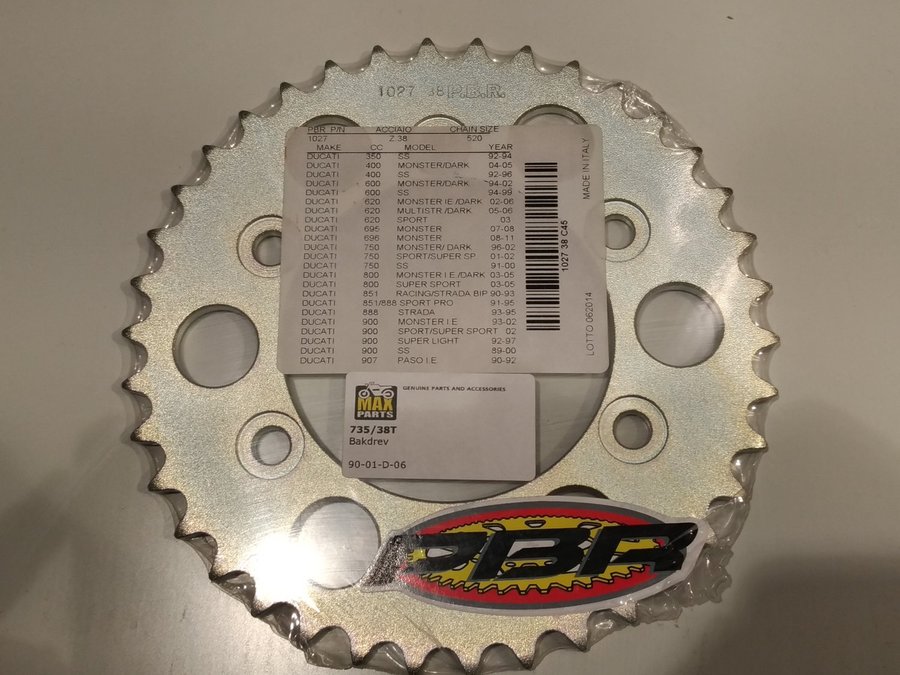 1027 38 P.B.R.
PBR P/N ACCIAIO CHAIN SIZE
1027 Z 38 520
MAKE CC MODEL YEAR
DUCATI 350 SS 92-94
DUCATI 400 MONSTER/DARK 04-05
DUCATI 400 SS 92-96
DUCATI 600 MONSTER/DARK 94-02
DUCATI 600 SS 94-99
DUCATI 620 MONSTER IE /DARK 02-06
DUCATI 620 MULTISTR /DARK 05-06
DUCATI 620 SPORT 03
DUCATI 695 MONSTER 07-08
DUCATI 696 MONSTER 08-11
DUCATI 750 MONSTER/ DARK 96-02
DUCATI 750 SPORT/SUPER SP 01-02
DUCATI 750 SS 91-00
DUCATI 800 MONSTER I E /DARK 03-05
DUCATI 800 SUPER SPORT 03-05
DUCATI 851 RACING/STRADA BIP 90-93
DUCATI 851/888 SPORT PRO 91-95
DUCATI 888 STRADA 93-95
DUCATI 900 MONSTER I E 93-02
DUCATI 900 SPORT/SUPER SPORT 02
DUCATI 900 SUPER LIGHT 92-97
DUCATI 900 SS 89-00
DUCATI 907 PASO I.E. 90-92
1027 38 C45
MADE IN ITALY
LOTTO 062014
MAX
PARTS
GENUINE PARTS AND ACCESSORIES
735/38T
Bakdrev
90-01-D-06
PBR